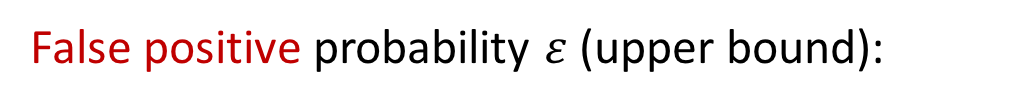 False positive probability ε (upper bound):